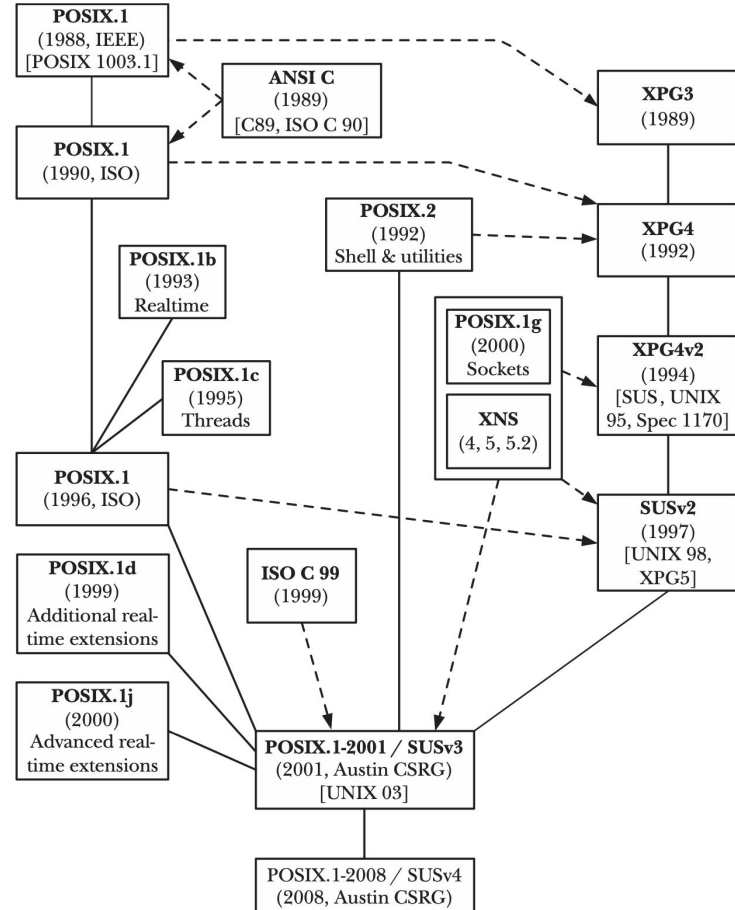 POSIX.1
(1988, IEEE)
[POSIX 1003.1]
ANSI C
(1989)
[C89, ISO C 90]
XPG3
(1989)
POSIX.1
(1990, ISO)
POSIX.2
(1992)
Shell & utilities
XPG4
(1992)
POSIX.1b
(1993)
Realtime
POSIX.1g
(2000)
Sockets
XPG4v2
(1994)
[SUS, UNIX
95, Spec 1170]
POSIX.1c
(1995)
Threads
XNS
(4, 5, 5.2)
POSIX.1
(1996, ISO)
SUSv2
(1997)
[UNIX 98,
XPG5]
POSIX.1d
(1999)
Additional real-
time extensions
ISO C 99
(1999)
POSIX.1j
(2000)
Advanced real-
time extensions
POSIX.1-2001 / SUSv3
(2001, Austin CSRG)
[UNIX 03]
POSIX.1-2008 / SUSv4
(2008, Austin CSRG)